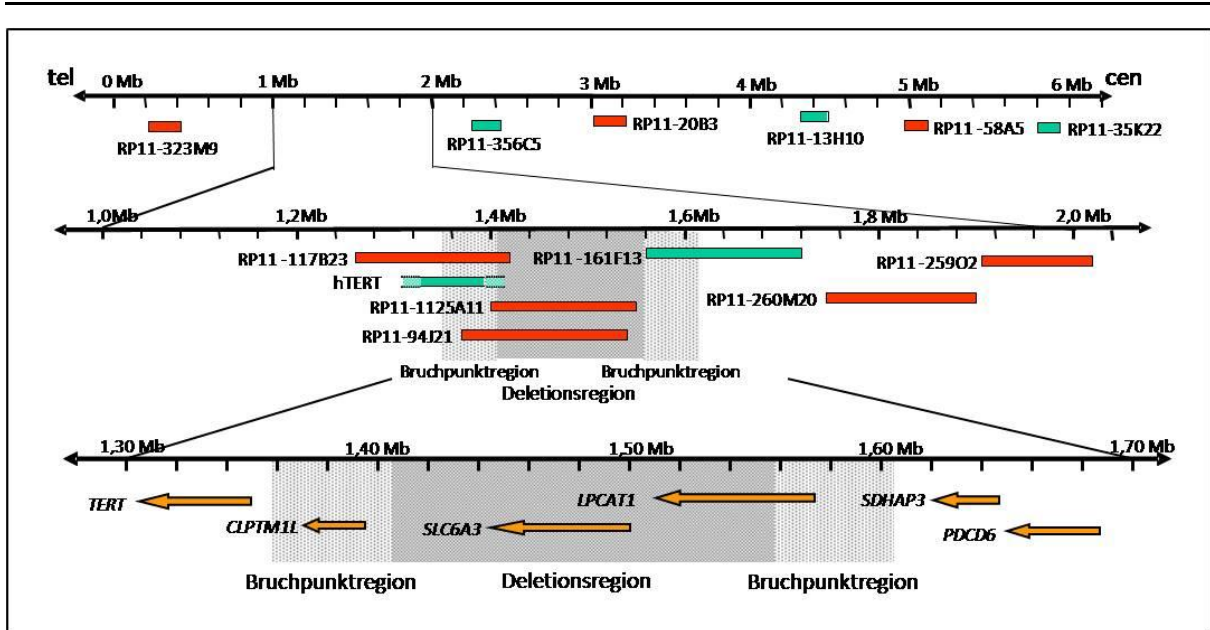 tel 0 Mb 1 Mb 2 Mb 3 Mb 4 Mb 5 Mb 6 Mb cen
RP11-323M9 RP11-356C5 RP11-20B3 RP11-13H10 RP11-58A5 RP11-35K22
1,0Mb 1,2Mb 1,4Mb 1,6Mb 1,8Mb 2,0Mb
RP11-117B23 RP11-161F13 RP11-259O2
hTERT
RP11-1125A11 RP11-260M20
RP11-94J21
Bruchpunktregion Bruchpunktregion
Deletionsregion
1,30 Mb 1,40 Mb 1,50 Mb 1,60 Mb 1,70 Mb
TERT LPCAT1 SDHAP3
CLPTM1L SLC6A3 PDCD6
Bruchpunktregion Deletionsregion Bruchpunktregion